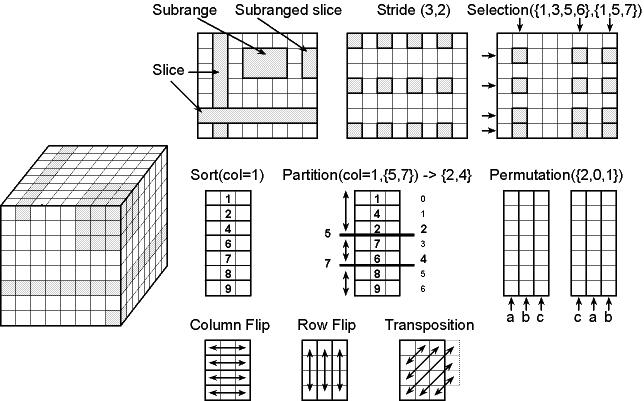 Subrange Subranged slice Stride (3,2) Selection({1,3,5,6},{1,5,7})
Slice
Sort(col=1) Partition(col=1,{5,7}) -> {2,4} Permutation({2,0,1})
1 1 0
2 4 1
4 2 2
5
6 7 3
7 6 4
7
8 8 5
9 9 6
a b c c a b
Column Flip Row Flip Transposition